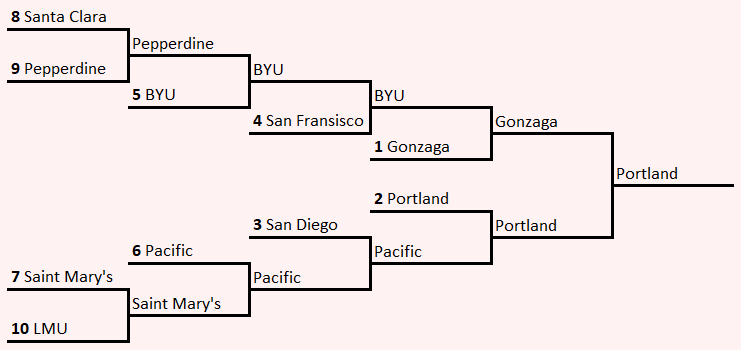 8 Santa Clara
Pepperdine
9 Pepperdine
BYU
5 BYU
BYU
4 San Fransisco
Gonzaga
1 Gonzaga
Portland
2 Portland
3 San Diego
Portland
6 Pacific
Pacific
7 Saint Mary's
Pacific
Saint Mary's
10 LMU